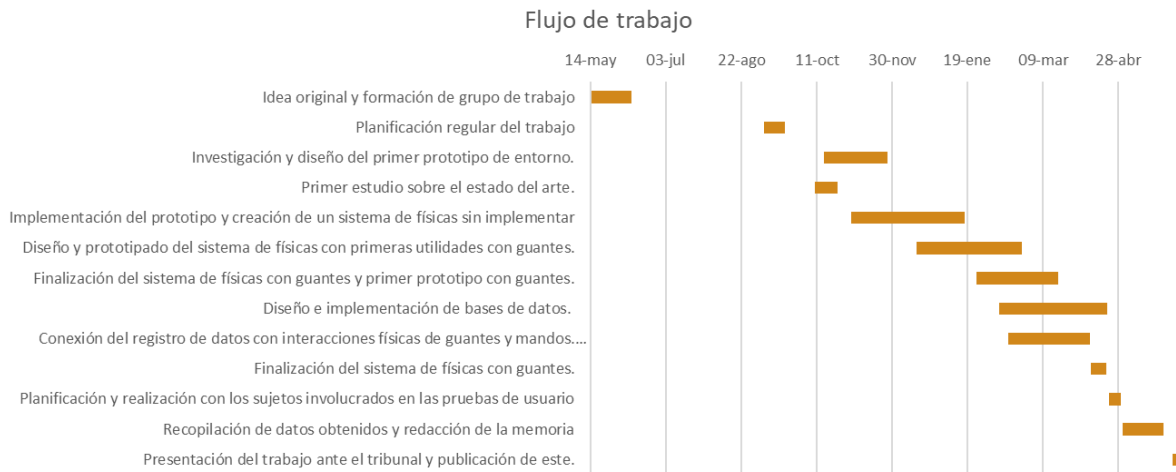 Flujo de trabajo
14-may 03-jul 22-ago 11-oct 30-nov 19-ene 09-mar 28-abr
Idea original y formación de grupo de trabajo
Planificación regular del trabajo
Investigación y diseño del primer prototipo de entorno.
Primer estudio sobre el estado del arte.
Implementación del prototipo y creación de un sistema de físicas sin implementar
Diseño y prototipado del sistema de físicas con primeras utilidades con guantes.
Finalización del sistema de físicas con guantes y primer prototipo con guantes.
Diseño e implementación de bases de datos.
Conexión del registro de datos con interacciones físicas de guantes y mandos.…
Finalización del sistema de físicas con guantes.
Planificación y realización con los sujetos involucrados en las pruebas de usuario
Recopilación de datos obtenidos y redacción de la memoria
Presentación del trabajo ante el tribunal y publicación de este.